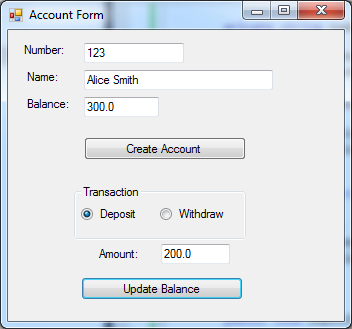 Account Form
Number: 123
Name: Alice Smith
Balance: 300.0
Create Account
Transaction
Deposit Withdraw
Amount: 200.0
Update Balance